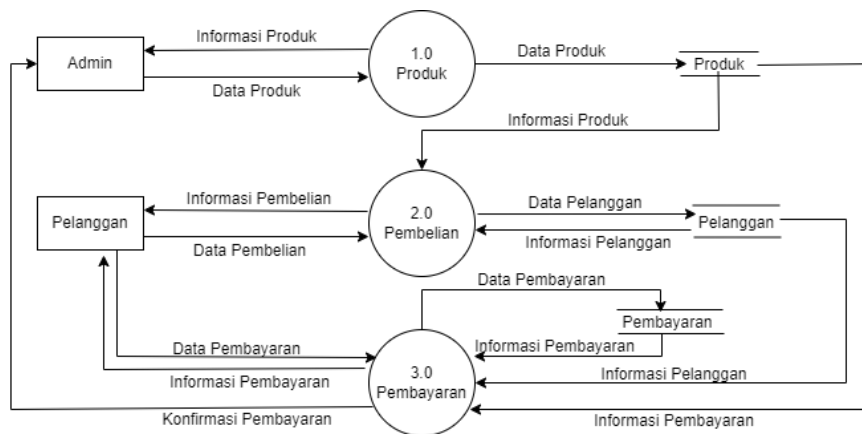 Informasi Produk
Admin
Data Produk
1.0
Produk
Data Produk
Produk
Informasi Produk
Informasi Pembelian
Pelanggan
Data Pembelian
2.0
Pembelian
Data Pelanggan
Pelanggan
Informasi Pelanggan
Data Pembayaran
Pembayaran
Informasi Pembayaran
Data Pembayaran
Informasi Pembayaran
3.0
Pembayaran
Informasi Pelanggan
Konfirmasi Pembayaran
Informasi Pembayaran